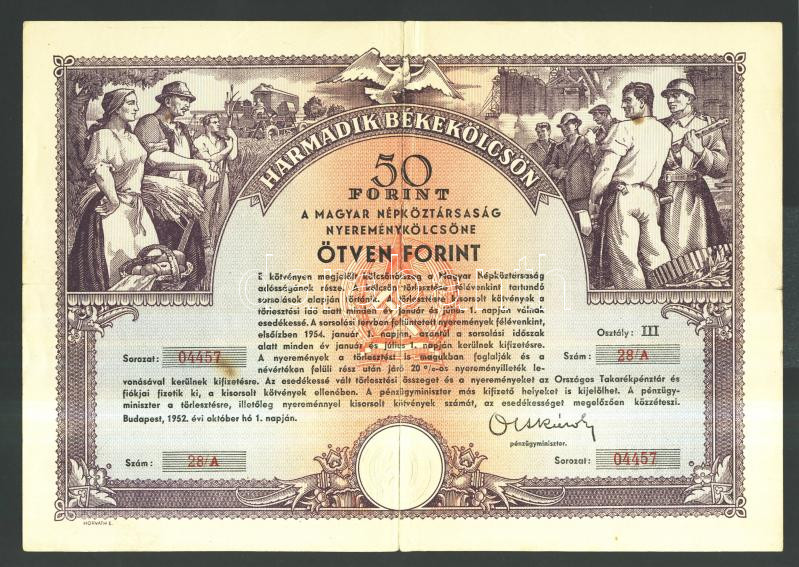 HARMADIK BÉKEKÖLCSÖN
50
FORINT
A MAGYAR NÉPKÖZTÁRSASÁG
NYEREMÉNYKÖLCSÖNE
ÖTVEN FORINT
E kötvényen megjelölt kölcsönösszeg a Magyar Népköztársaság
adósságának része. A kölcsön törlesztése félévenkint tartandó
sorsolások alapján történik. A törlesztésre kisorsolt kötvények a
törlesztési idő alatt minden év január és július 1. napján válnak
esedékessé. A sorsolási tervben feltüntetett nyeremények félévenkint,
elsőízben 1954. január 1. napján, azontúl a sorsolási időszak
alatt minden év január és július 1. napján kerülnek kifizetésre.
A nyeremények a törlesztést is magukban foglalják és a
névértéken felüli rész után járó 20 %-os nyereményilleték le-
vonásával kerülnek kifizetésre. Az esedékessé vált törlesztési összeget és a nyereményeket az Országos Takarékpénztár és
fiókjai fizetik ki, a kisorsolt kötvények ellenében. A pénzügyminiszter más kifizető helyeket is kijelölhet. A pénzügy-
miniszter a törlesztésre, illetőleg nyereménnyel kisorsolt kötvények számát, az esedékességet megelőzően közzéteszi.
Budapest, 1952. évi október hó 1. napján.
Osztály: III
Sorozat: 04457
Szám: 28/A
pénzügyminiszter.
Szám: 28/A
Sorozat: 04457
HORVÁTH E.